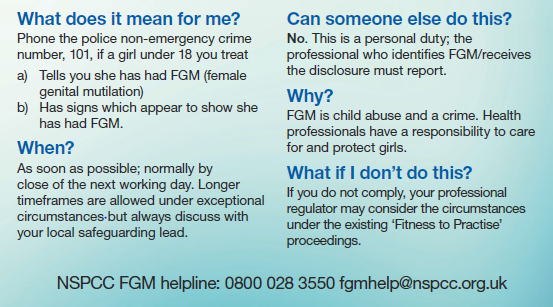 What does it mean for me?
Phone the police non-emergency crime
number, 101, if a girl under 18 you treat
a) Tells you she has had FGM (female
genital mutilation)
b) Has signs which appear to show she
has had FGM.
When?
As soon as possible; normally by
close of the next working day. Longer
timeframes are allowed under exceptional
circumstances·but always discuss with
your local safeguarding lead.
Can someone else do this?
No. This is a personal duty; the
professional who identifies FGM/receives
the disclosure must report.
Why?
FGM is child abuse and a crime. Health
professionals have a responsibility to care
for and protect girls.
What if I don’t do this?
If you do not comply, your professional
regulator may consider the circumstances
under the existing ‘Fitness to Practise’
proceedings.
NSPCC FGM helpline: 0800 028 3550 fgmhelp@nspcc.org.uk